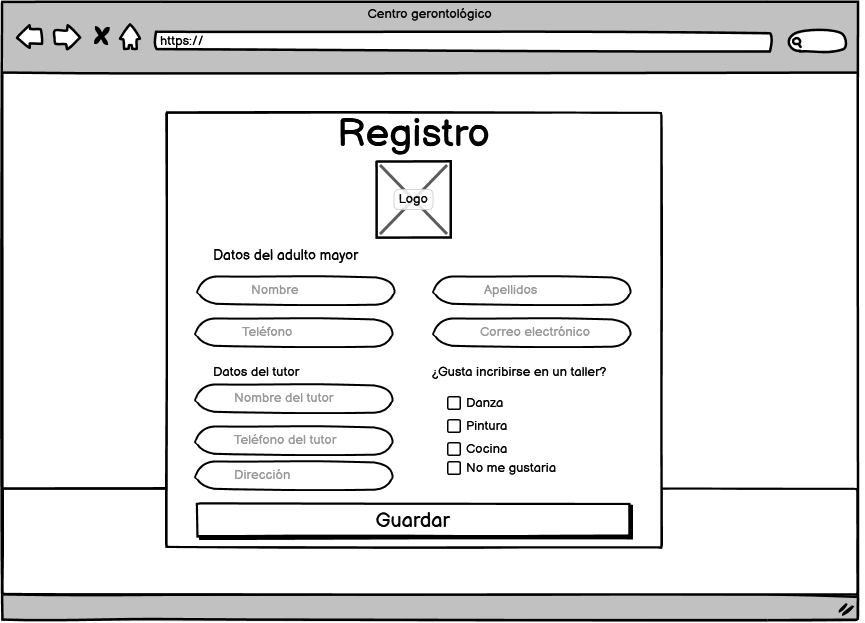 Centro gerontológico
https://
Registro
Logo
Datos del adulto mayor
Nombre
Apellidos
Teléfono
Correo electrónico
Datos del tutor
Nombre del tutor
Teléfono del tutor
Dirección
¿Gusta incribirse en un taller?
Danza
Pintura
Cocina
No me gustaria
Guardar